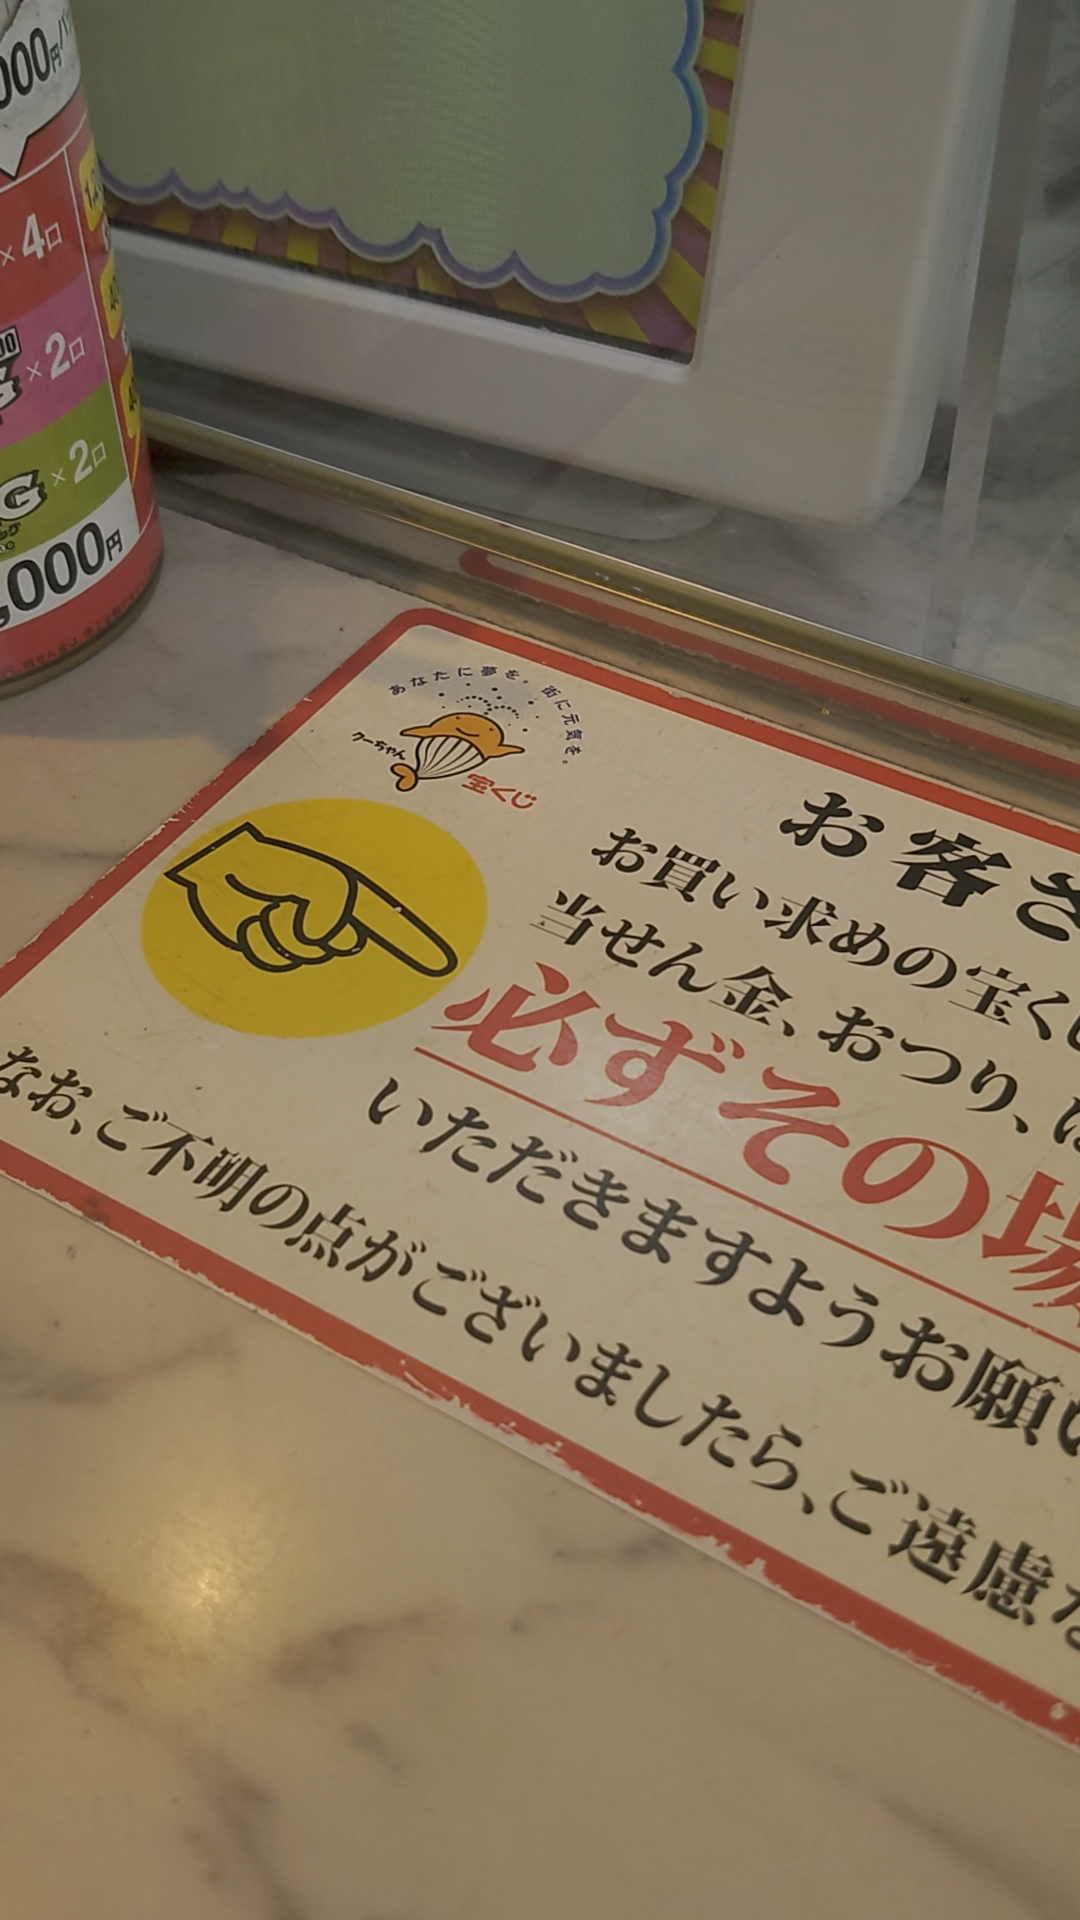 000円
×4口
×2口
G ×2口
,000円
あなたに夢を。街に元気を。
クーちゃん
宝くじ
お客さ
お買い求めの宝くじ
当せん金、おつり、は
必ずその場
いただきますようお願い
なお、ご不明の点がございましたら、ご遠慮な